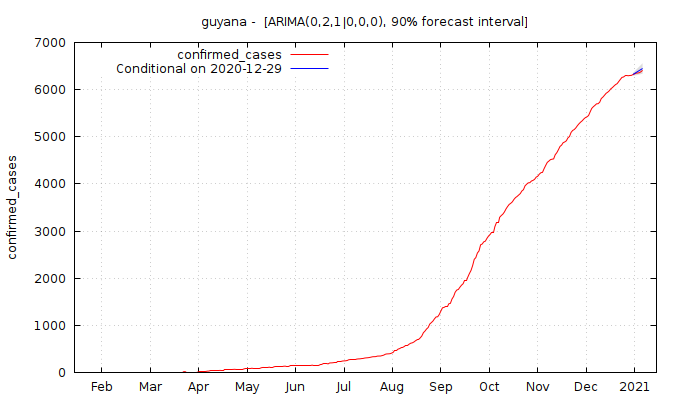 guyana - [ARIMA(0,2,1|0,0,0), 90% forecast interval]
confirmed_cases
Conditional on 2020-12-29
7000
6000
5000
4000
3000
2000
1000
0
confirmed_cases
Feb Mar Apr May Jun Jul Aug Sep Oct Nov Dec 2021